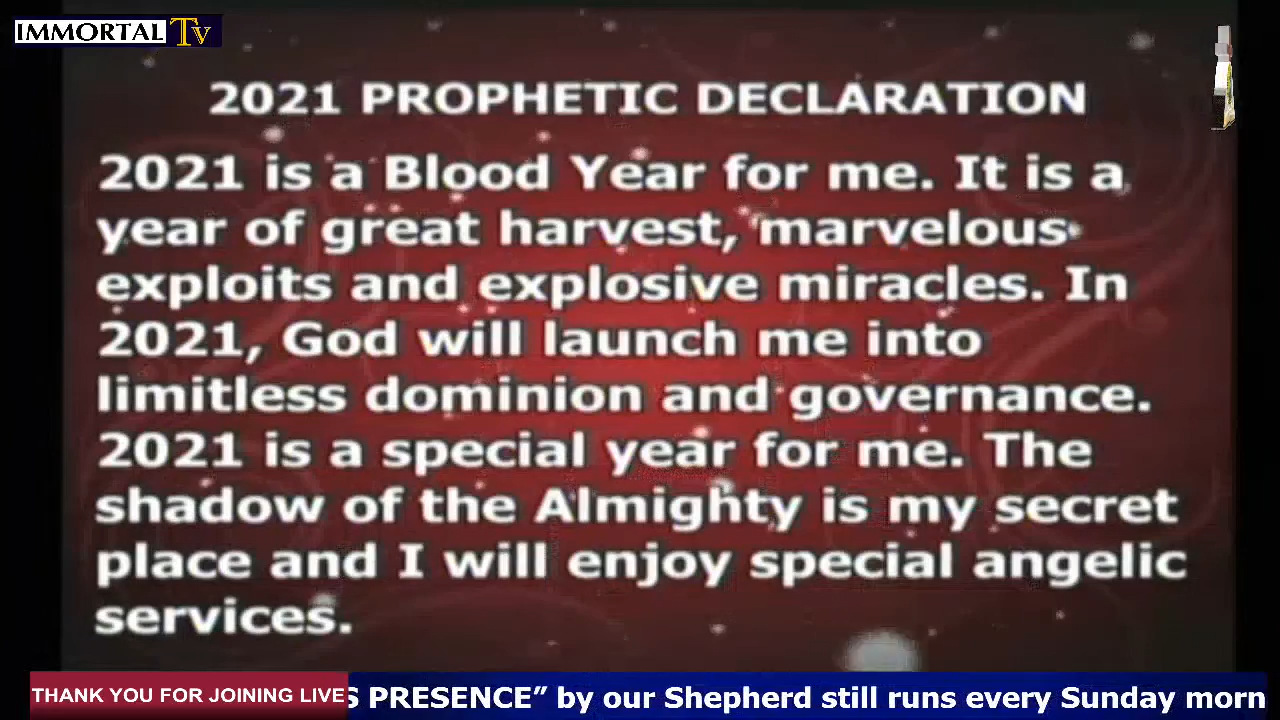 IMMORTAL Tv
2021 PROPHETIC DECLARATION
2021 is a Blood Year for me. It is a
year of great harvest, marvelous
exploits and explosive miracles. In
2021, God will launch me into
limitless dominion and governance.
2021 is a special year for me. The
shadow of the Almighty is my secret
place and I will enjoy special angelic
services.
THANK YOU FOR JOINING LIVE S PRESENCE” by our Shepherd still runs every Sunday morn